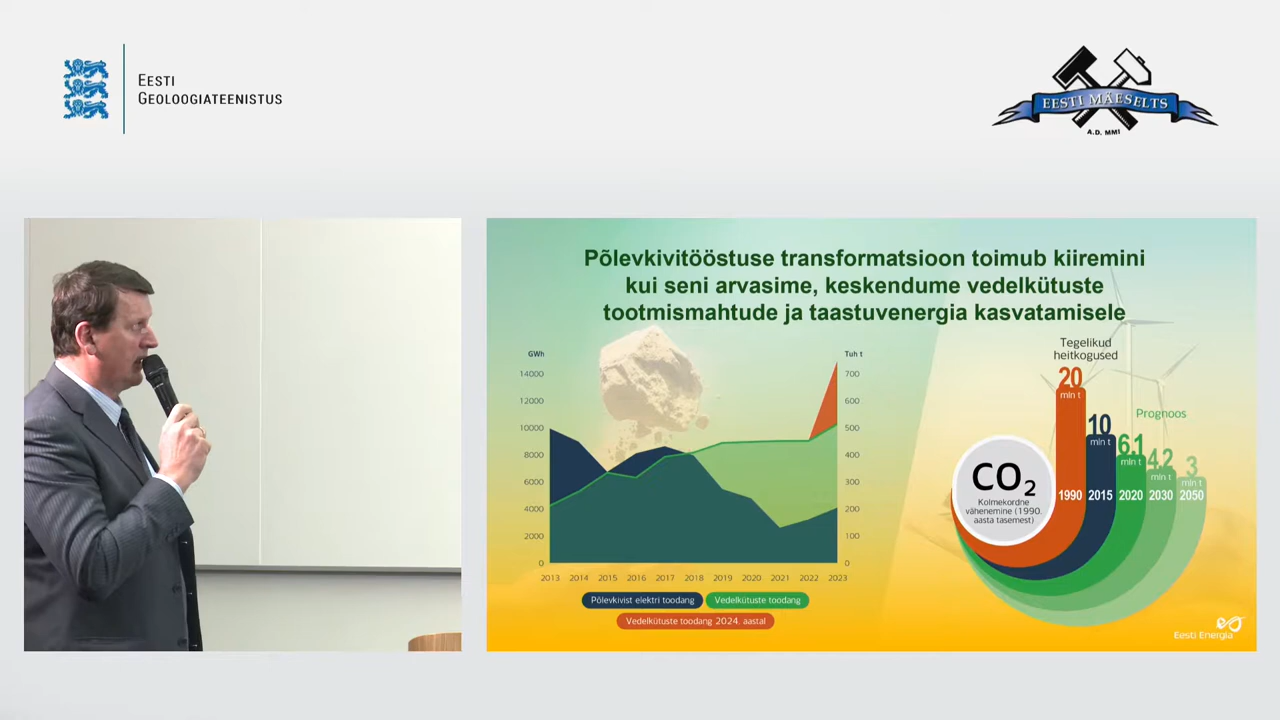 EESTI
GEOLOOGIATEENISTUS
EESTI MÄESELTS
A.D. MMI
Põlevkivitööstuse transformatsioon toimub kiiremini
kui seni arvasime, keskendume vedelkütuste
tootmismahtude ja taastuvenergia kasvatamisele
GWh
14000
12000
10000
8000
6000
4000
2000
0
Tuh t
700
600
500
400
300
200
100
0
2013 2014 2015 2016 2017 2018 2019 2020 2021 2022 2023
Põlevkivist elektri toodang
Vedelkütuste toodang
Vedelkütuste toodang 2024. aastal
Tegelikud
heitkogused
Prognoos
20
mln t
1990
10
mln t
2015
6,1
mln t
2020
4,2
mln t
2030
3
mln t
2050
CO2
Kolmekordne
vähenemine (1990.
aasta tasemest)
Eesti Energia